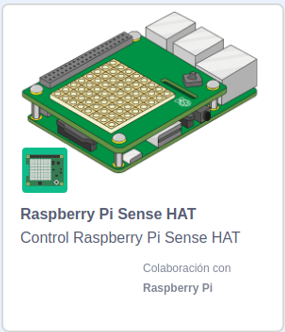 Raspberry Pi Sense HAT
Control Raspberry Pi Sense HAT
Colaboración con
Raspberry Pi